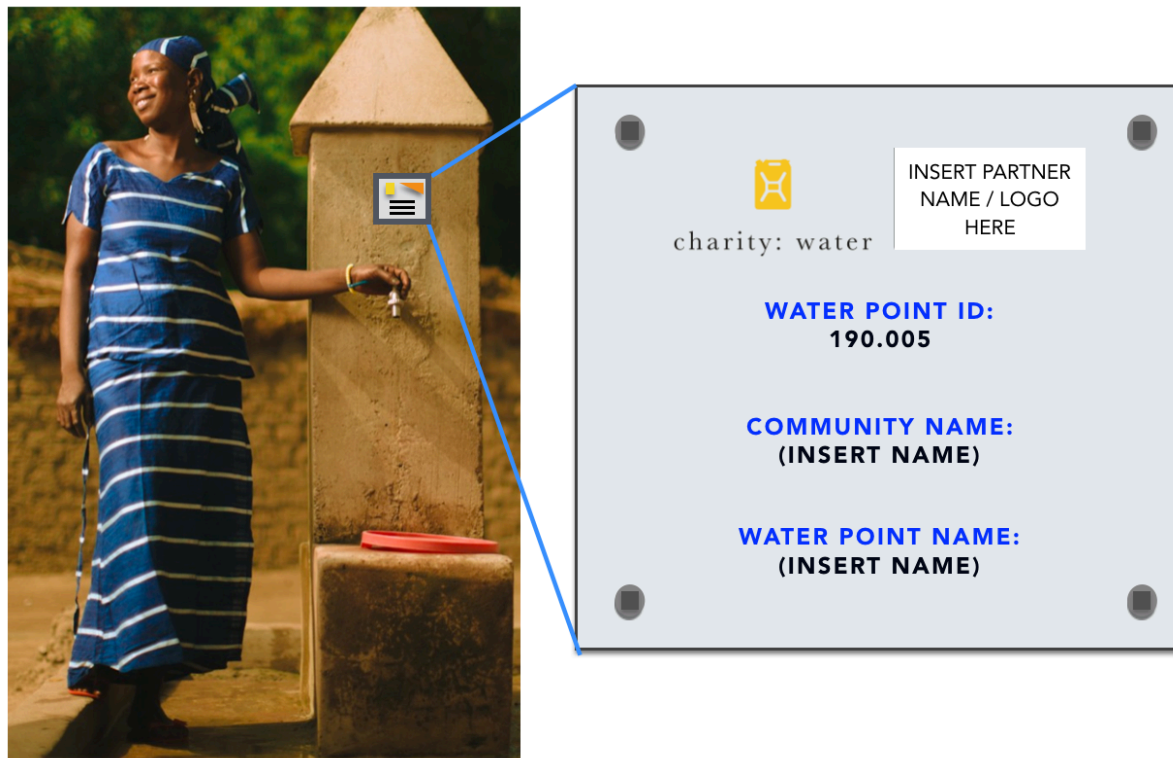 charity: water
INSERT PARTNER
NAME / LOGO
HERE
WATER POINT ID:
190.005
COMMUNITY NAME:
(INSERT NAME)
WATER POINT NAME:
(INSERT NAME)